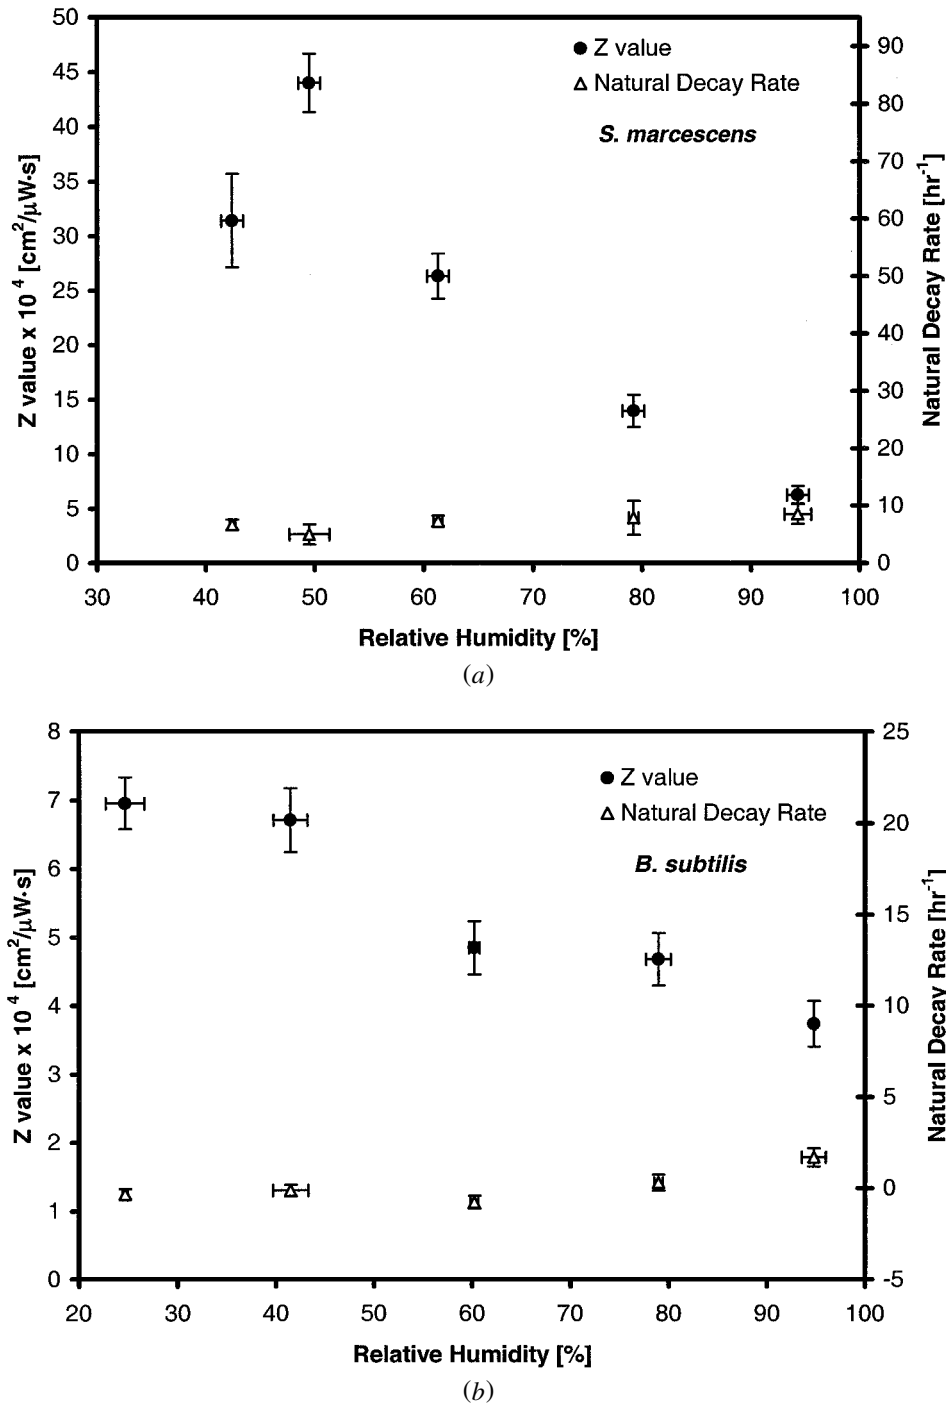 50
45
40
35
30
25
20
15
10
5
0
Z value x 10⁻⁴ [cm²/µW·s]
Z value
Natural Decay Rate
S. marcescens
90
80
70
60
50
40
30
20
10
0
Natural Decay Rate [hr⁻¹]
30 40 50 60 70 80 90 100
Relative Humidity [%]
(a)
8
7
6
5
4
3
2
1
0
Z value x 10⁻⁴ [cm²/µW·s]
Z value
Natural Decay Rate
B. subtilis
25
20
15
10
5
0
-5
Natural Decay Rate [hr⁻¹]
20 30 40 50 60 70 80 90 100
Relative Humidity [%]
(b)